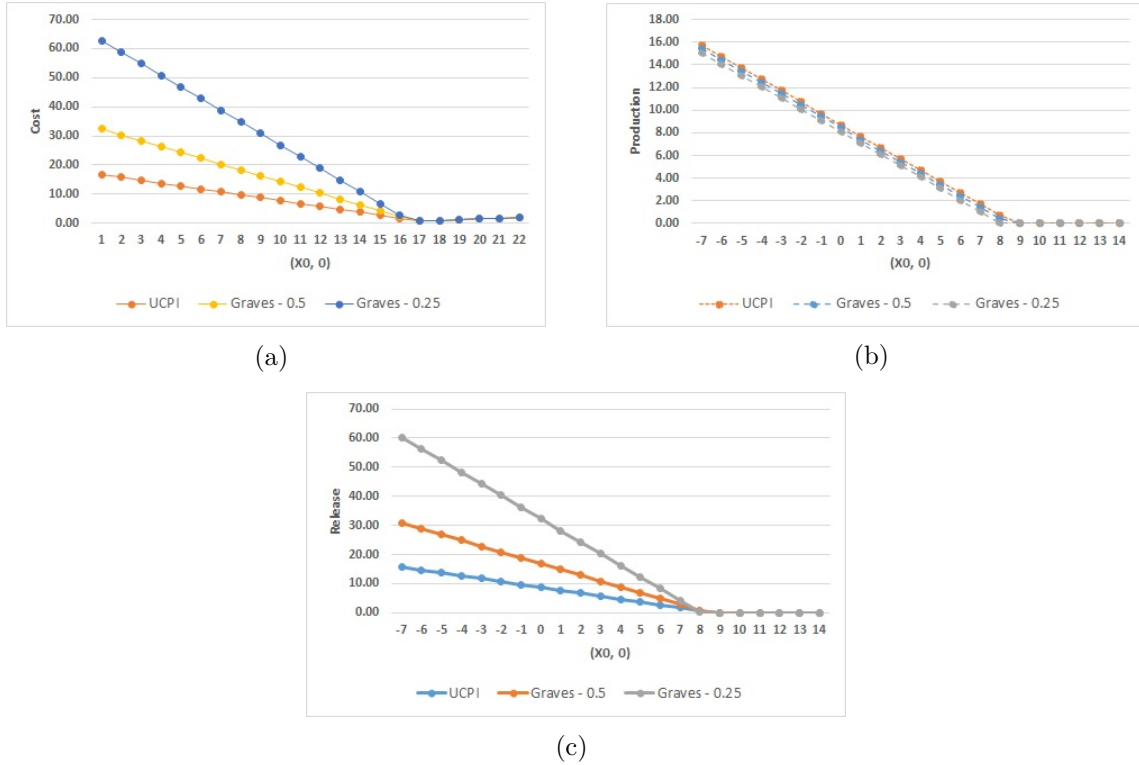 70.00
60.00
50.00
40.00
30.00
20.00
10.00
0.00
Cost
1 2 3 4 5 6 7 8 9 10 11 12 13 14 15 16 17 18 19 20 21 22
(X0, 0)
UCPI Graves - 0.5 Graves - 0.25
(a)
18.00
16.00
14.00
12.00
10.00
8.00
6.00
4.00
2.00
0.00
Production
-7 -6 -5 -4 -3 -2 -1 0 1 2 3 4 5 6 7 8 9 10 11 12 13 14
(X0, 0)
UCPI Graves - 0.5 Graves - 0.25
(b)
70.00
60.00
50.00
40.00
30.00
20.00
10.00
0.00
Release
-7 -6 -5 -4 -3 -2 -1 0 1 2 3 4 5 6 7 8 9 10 11 12 13 14
(X0, 0)
UCPI Graves - 0.5 Graves - 0.25
(c)